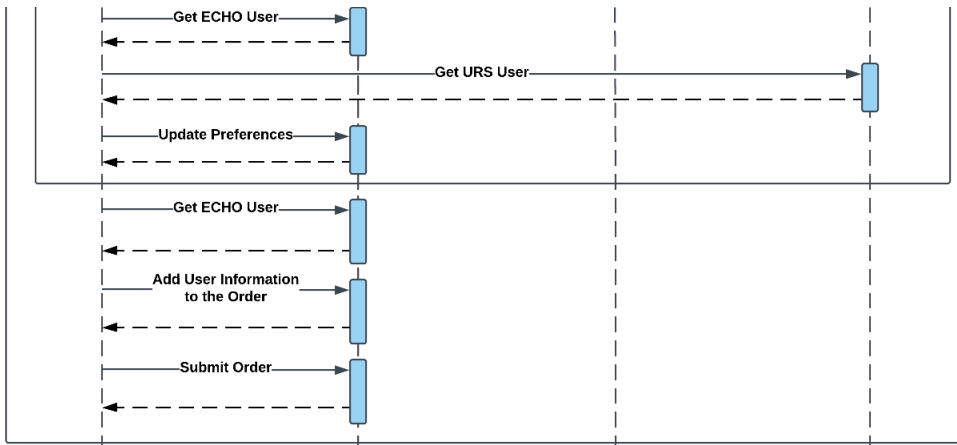 Get ECHO User
Get URS User
Update Preferences
Get ECHO User
Add User Information
to the Order
Submit Order